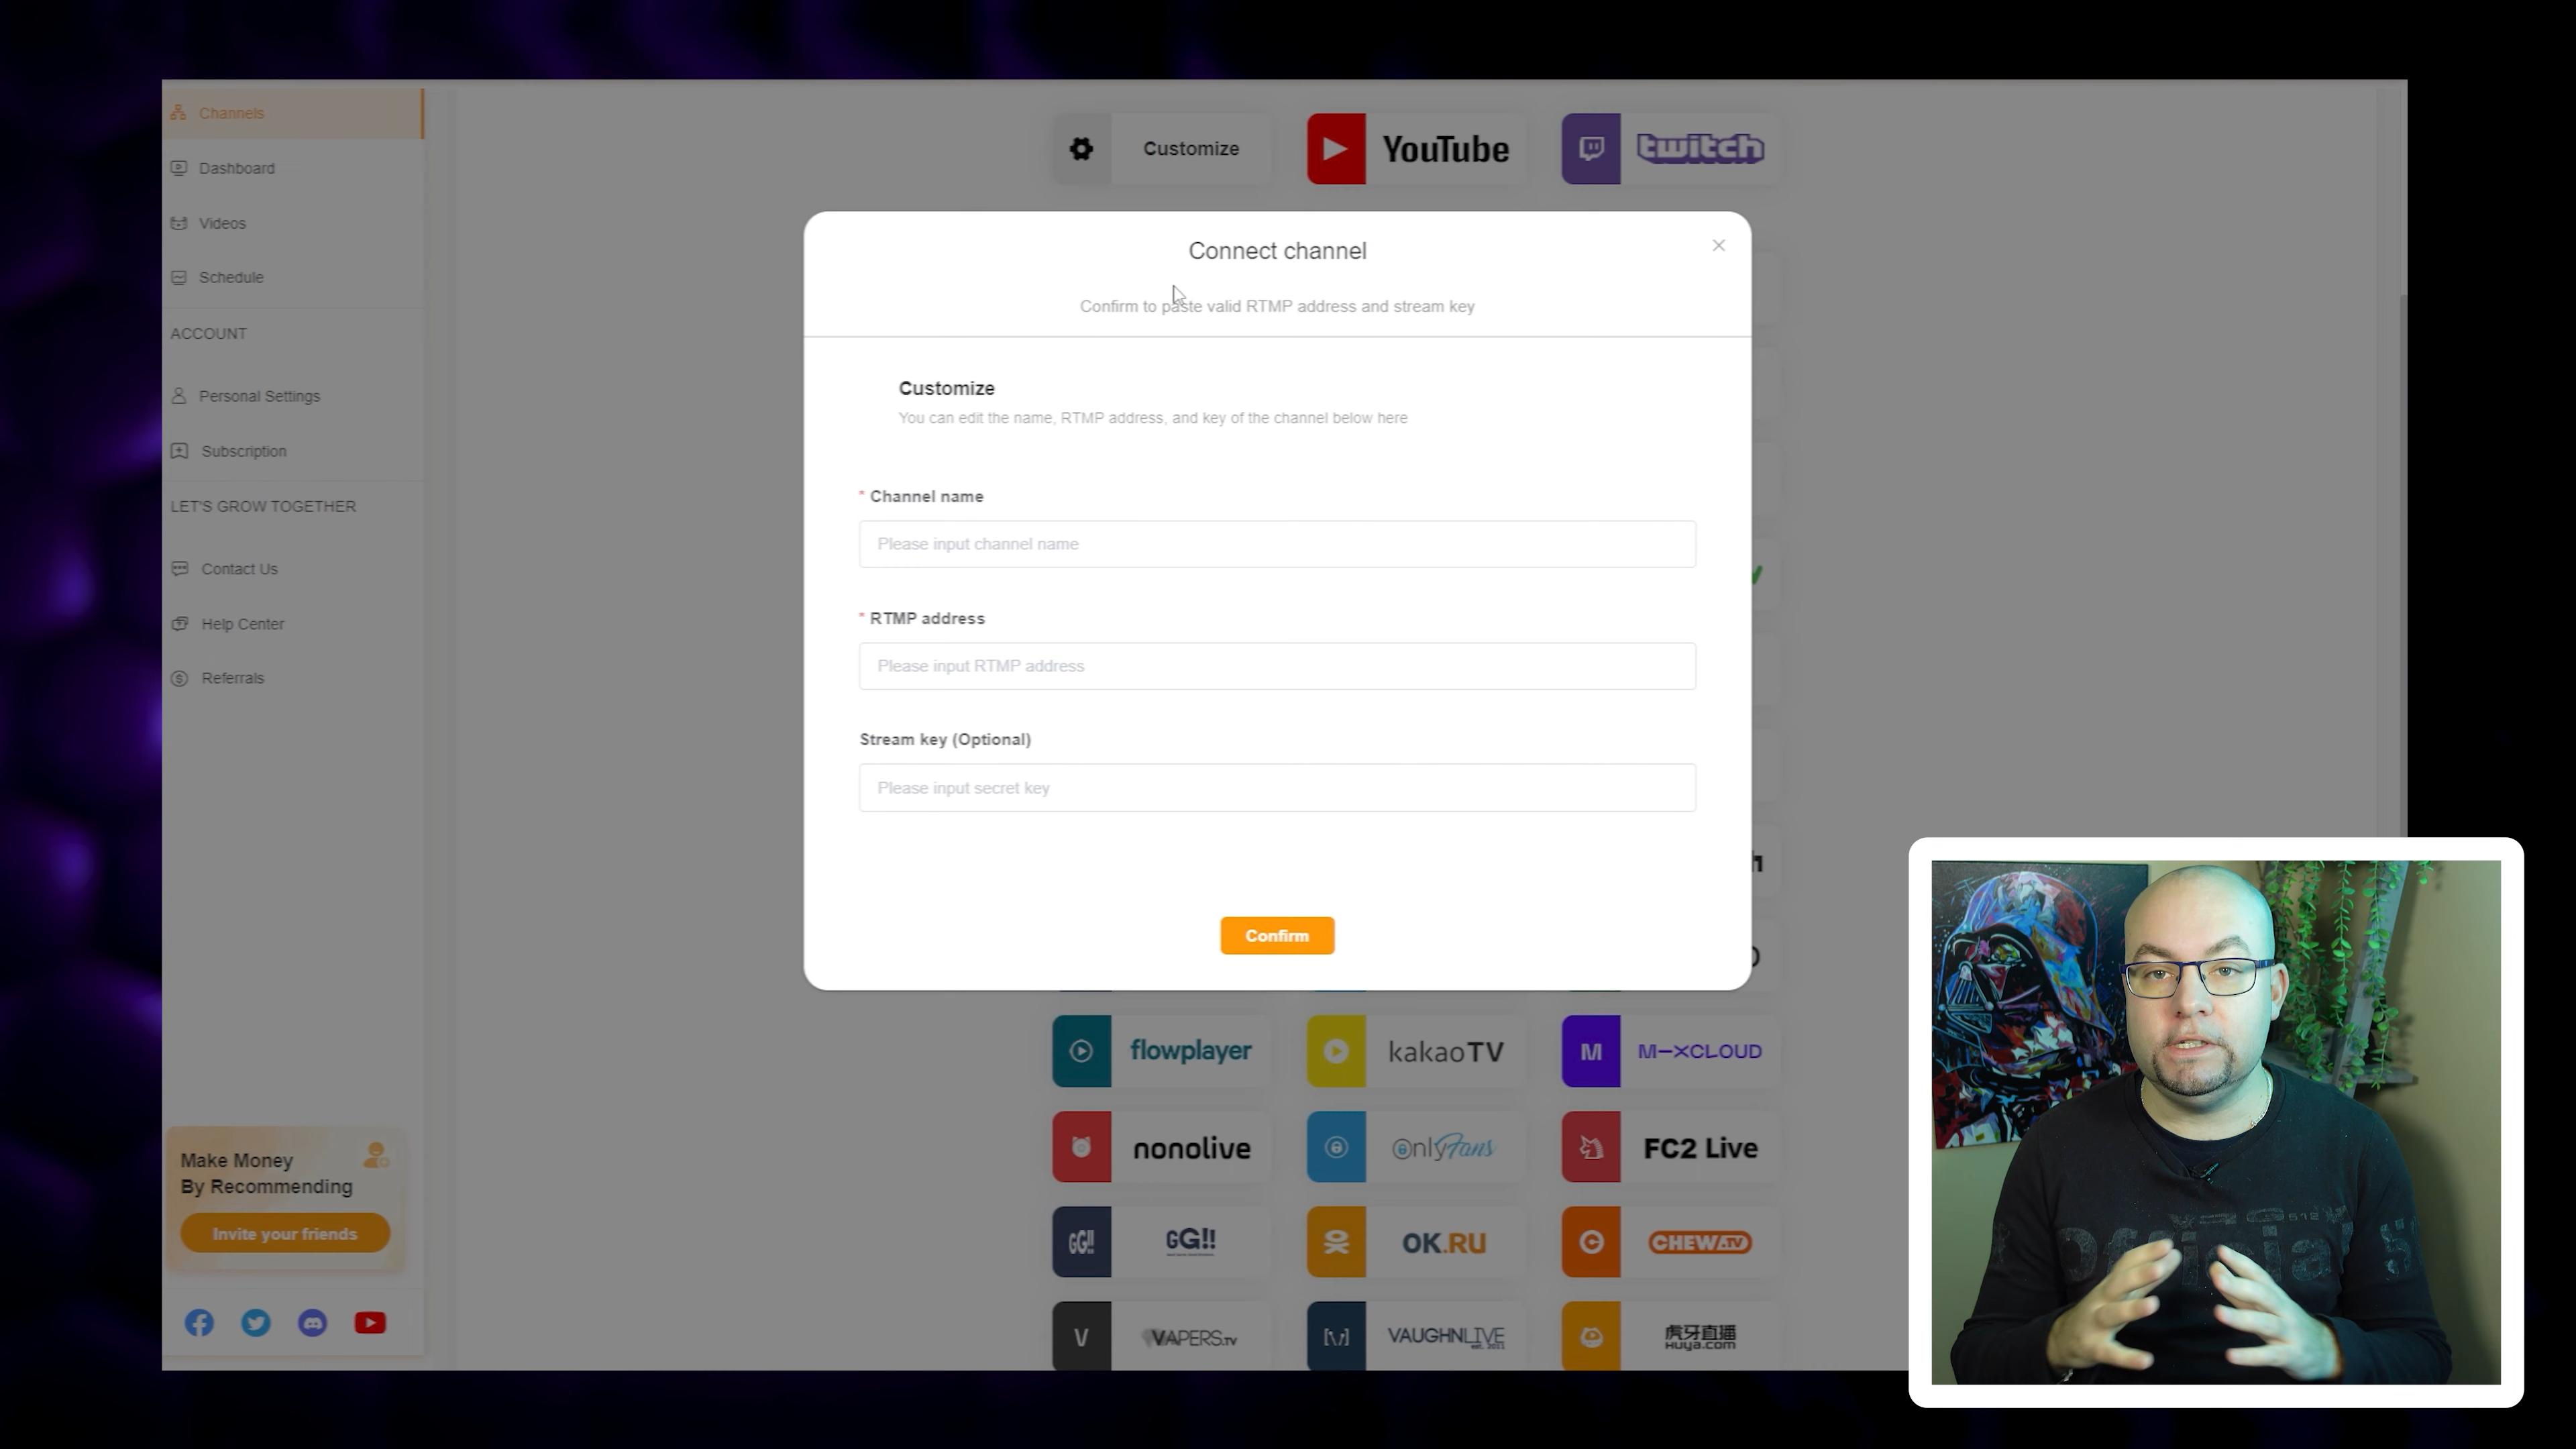 Channels
Dashboard
Videos
Schedule
ACCOUNT
Personal Settings
Subscription
LET'S GROW TOGETHER
Contact Us
Help Center
Referrals
Make Money
By Recommending
Invite your friends
Customize
YouTube
twitch
Connect channel
Confirm to paste valid RTMP address and stream key
Customize
You can edit the name, RTMP address, and key of the channel below here
* Channel name
Please input channel name
* RTMP address
Please input RTMP address
Stream key (Optional)
Please input secret key
Confirm
flowplayer
kakaoTV
M M-XCLOUD
nonolive
OnlyFans
FC2 Live
GG!! GG!!
OK.RU
C CHEW.TV
V VAPERS.TV
[V] VAUGHNLIVE
est. 2011
虎牙直播
HUYA.com
Official